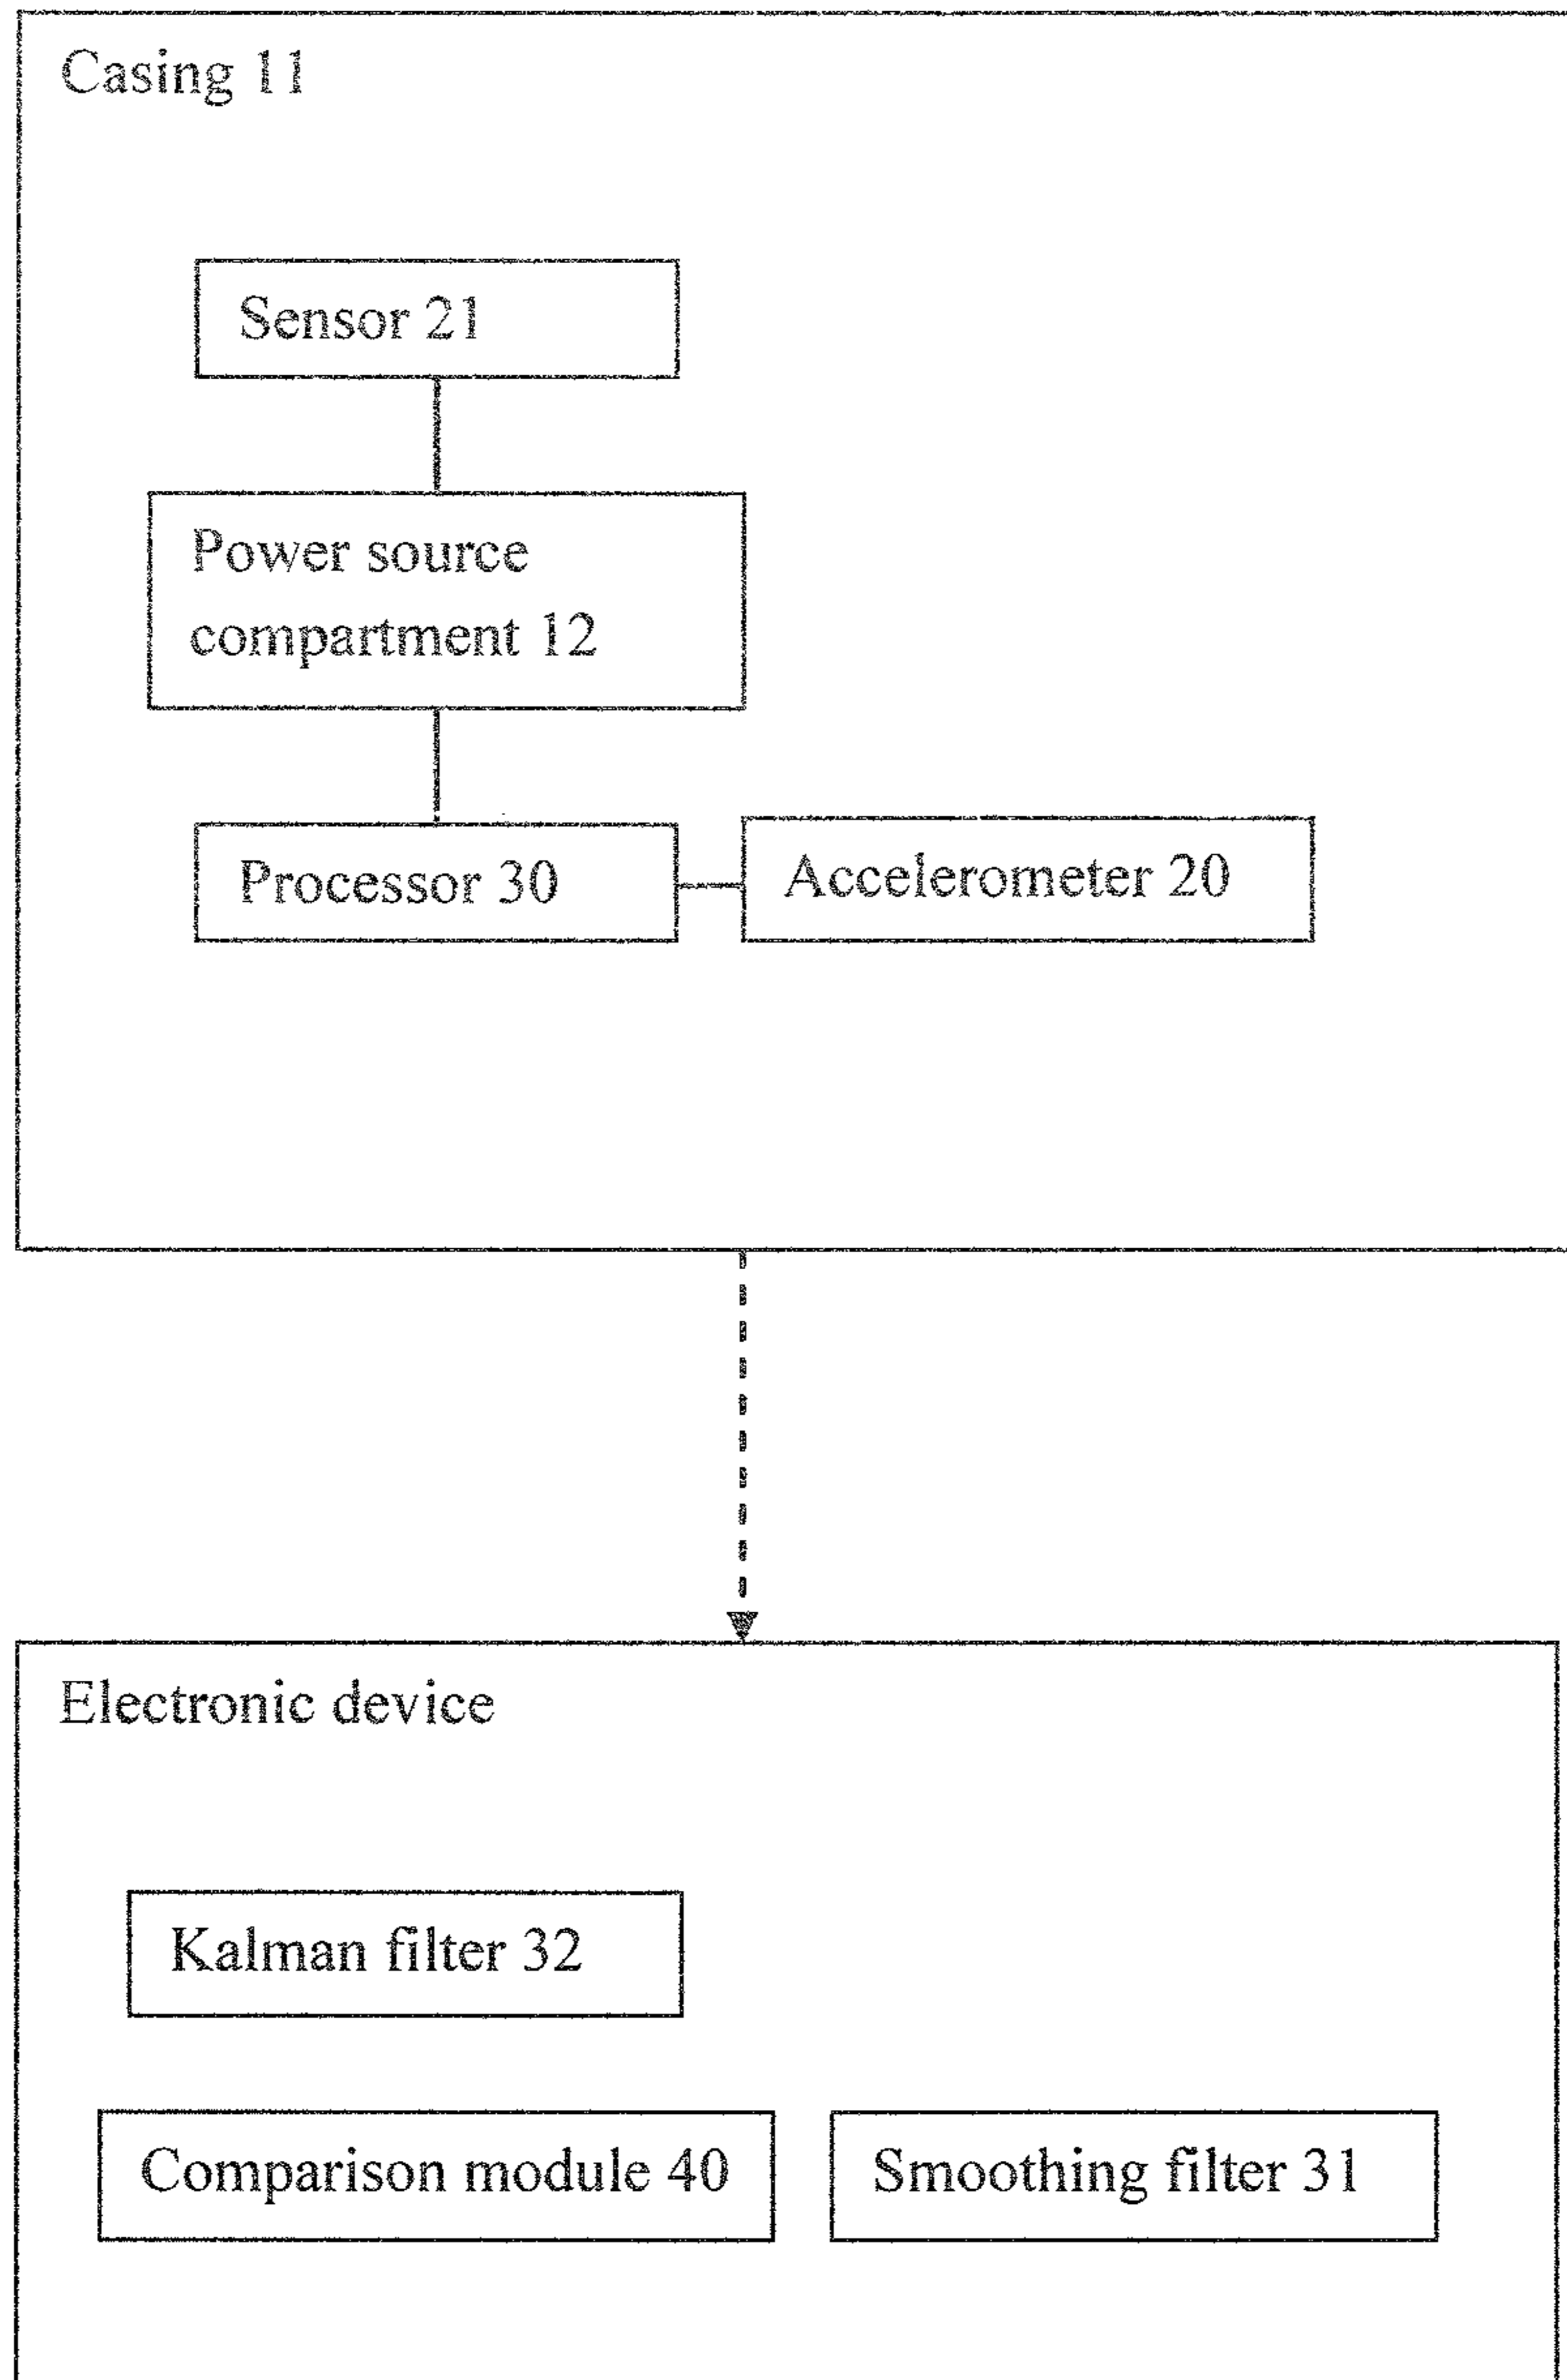 Casing 11
Sensor 21
Power source
compartment 12
Processor 30
Accelerometer 20
Electronic device
Kalman filter 32
Comparison module 40
Smoothing filter 31